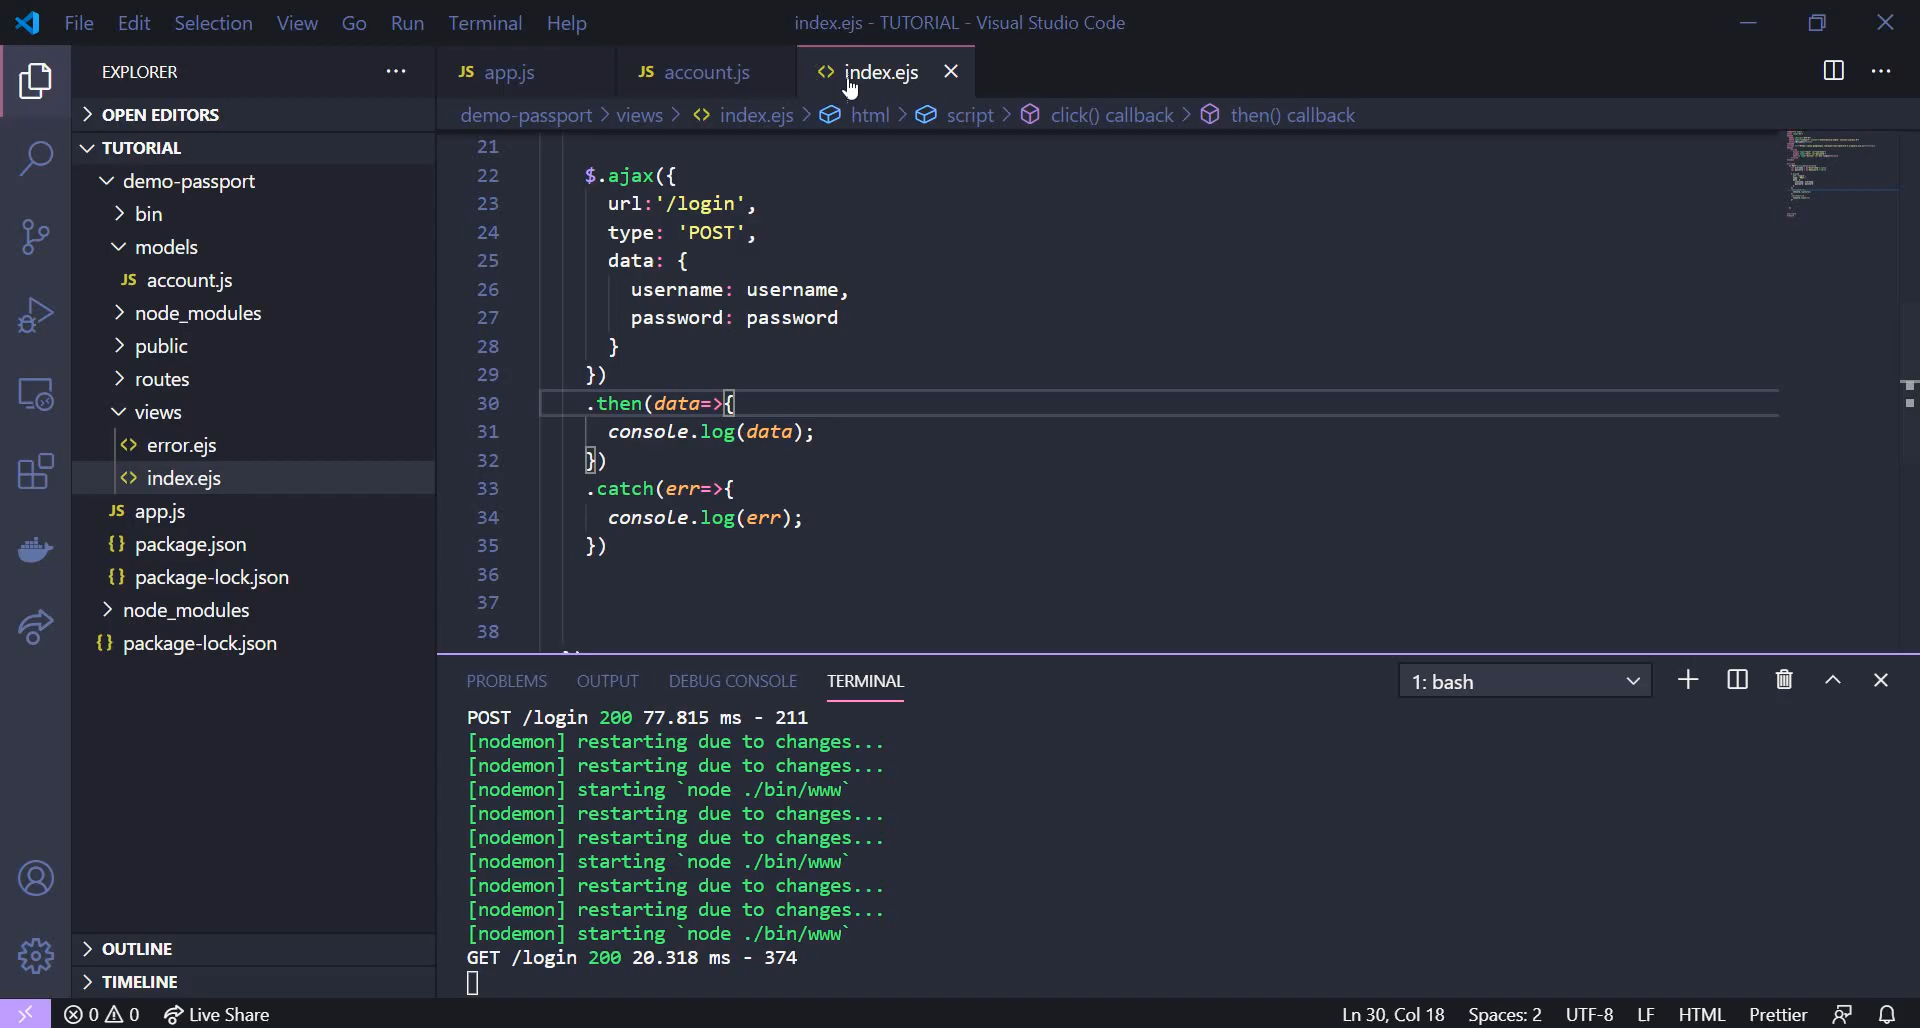 File Edit Selection View Go Run Terminal Help
index.ejs - TUTORIAL - Visual Studio Code
EXPLORER
OPEN EDITORS
TUTORIAL
demo-passport
bin
models
JS account.js
node_modules
public
routes
views
<> error.ejs
<> index.ejs
JS app.js
{} package.json
{} package-lock.json
node_modules
{} package-lock.json
OUTLINE
TIMELINE
JS app.js
JS account.js
<> index.ejs
demo-passport > views > <> index.ejs > html > script > click() callback > then() callback
21
22 $.ajax({
23 url:'/login',
24 type: 'POST',
25 data: {
26 username: username,
27 password: password
28 }
29 })
30 .then(data=>{
31 console.log(data);
32 })
33 .catch(err=>{
34 console.log(err);
35 })
36
37
38
PROBLEMS OUTPUT DEBUG CONSOLE TERMINAL
1: bash
POST /login 200 77.815 ms - 211
[nodemon] restarting due to changes...
[nodemon] restarting due to changes...
[nodemon] starting `node ./bin/www`
[nodemon] restarting due to changes...
[nodemon] restarting due to changes...
[nodemon] starting `node ./bin/www`
[nodemon] restarting due to changes...
[nodemon] restarting due to changes...
[nodemon] starting `node ./bin/www`
GET /login 200 20.318 ms - 374
0 0 Live Share
Ln 30, Col 18 Spaces: 2 UTF-8 LF HTML Prettier